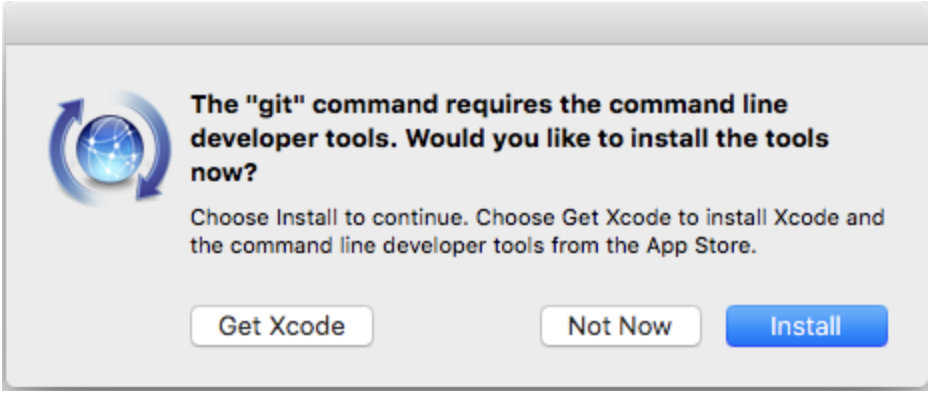 The "git" command requires the command line
developer tools. Would you like to install the tools
now?
Choose Install to continue. Choose Get Xcode to install Xcode and
the command line developer tools from the App Store.
Get Xcode
Not Now
Install